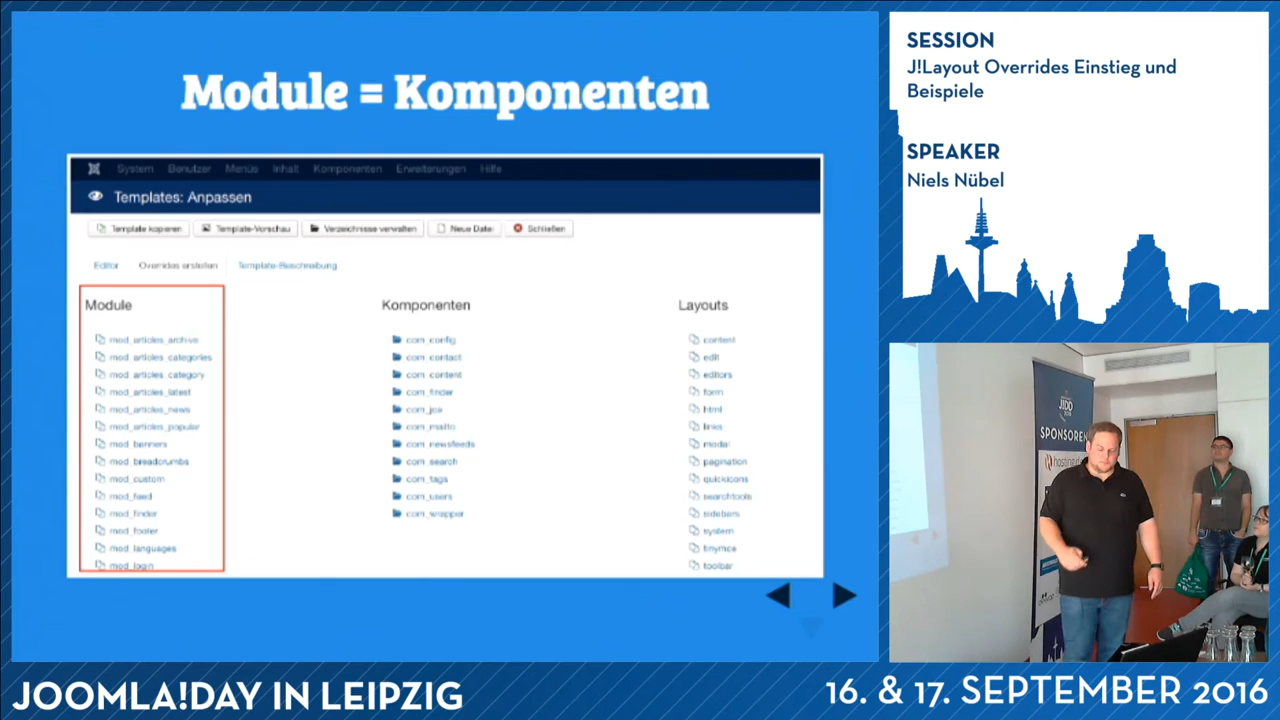 Module = Komponenten
System Benutzer Menüs Inhalt Komponenten Erweiterungen Hilfe
Templates: Anpassen
Template kopieren Template-Vorschau Verzeichnisse verwalten Neue Datei Schließen
Editor Overrides erstellen Template-Beschreibung
Module
mod_articles_archive
mod_articles_categories
mod_articles_category
mod_articles_latest
mod_articles_news
mod_articles_popular
mod_banners
mod_breadcrumbs
mod_custom
mod_feed
mod_finder
mod_footer
mod_languages
mod_login
Komponenten
com_config
com_contact
com_content
com_finder
com_jea
com_mailto
com_newsfeeds
com_search
com_tags
com_users
com_wrapper
Layouts
content
edit
editors
form
html
links
modal
pagination
quickicons
searchtools
sidebars
system
tinymce
toolbar
SESSION
J!Layout Overrides Einstieg und
Beispiele
SPEAKER
Niels Nübel
SPONSOREN
JOOMLA!DAY IN LEIPZIG
16. & 17. SEPTEMBER 2016